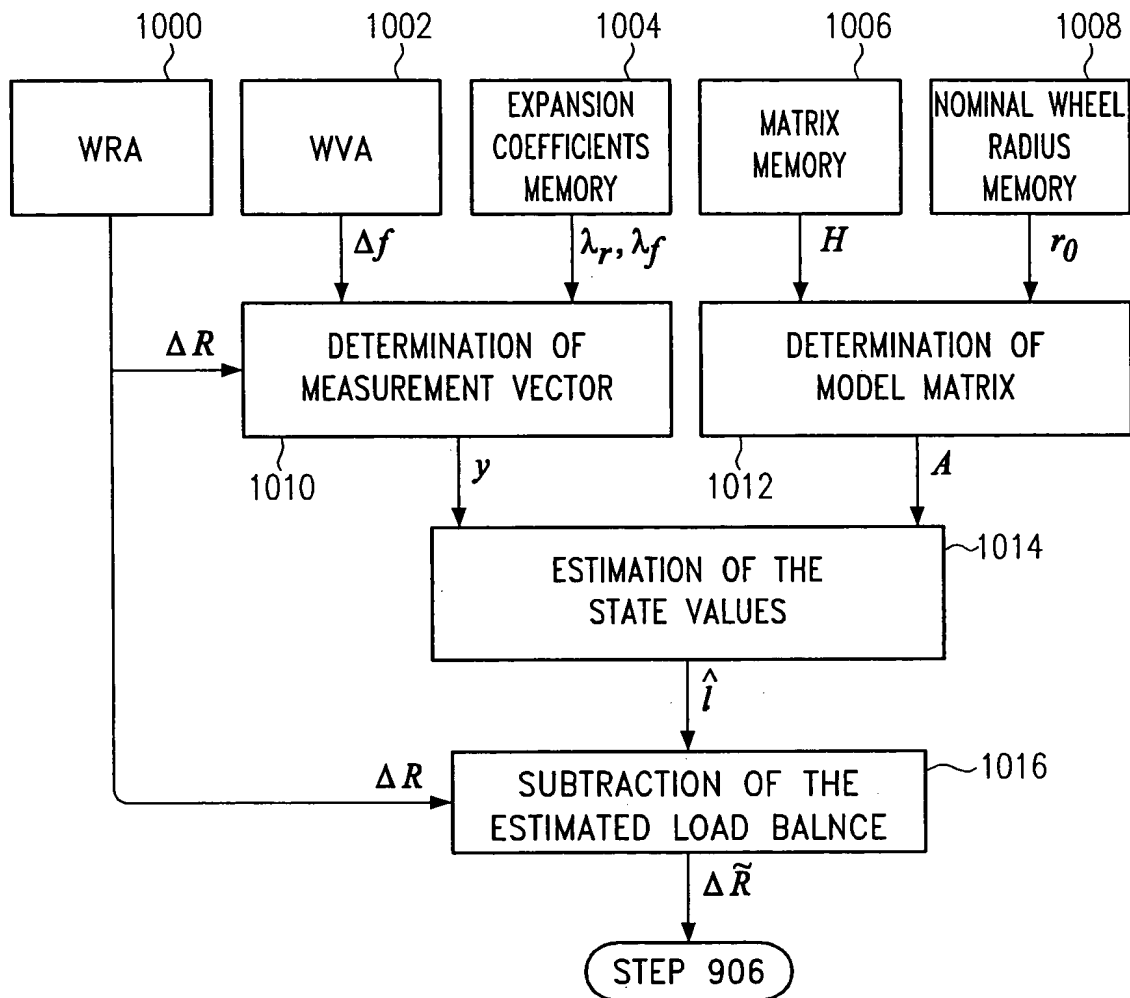 1000
1002
1004
1006
1008
WRA
WVA
EXPANSION
COEFFICIENTS
MEMORY
MATRIX
MEMORY
NOMINAL WHEEL
RADIUS
MEMORY
Δf
λr, λf
H
r0
ΔR
DETERMINATION OF
MEASUREMENT VECTOR
DETERMINATION OF
MODEL MATRIX
1010
y
1012
A
ESTIMATION OF THE
STATE VALUES
1014
l̂
ΔR
SUBTRACTION OF THE
ESTIMATED LOAD BALNCE
1016
ΔR̃
STEP 906